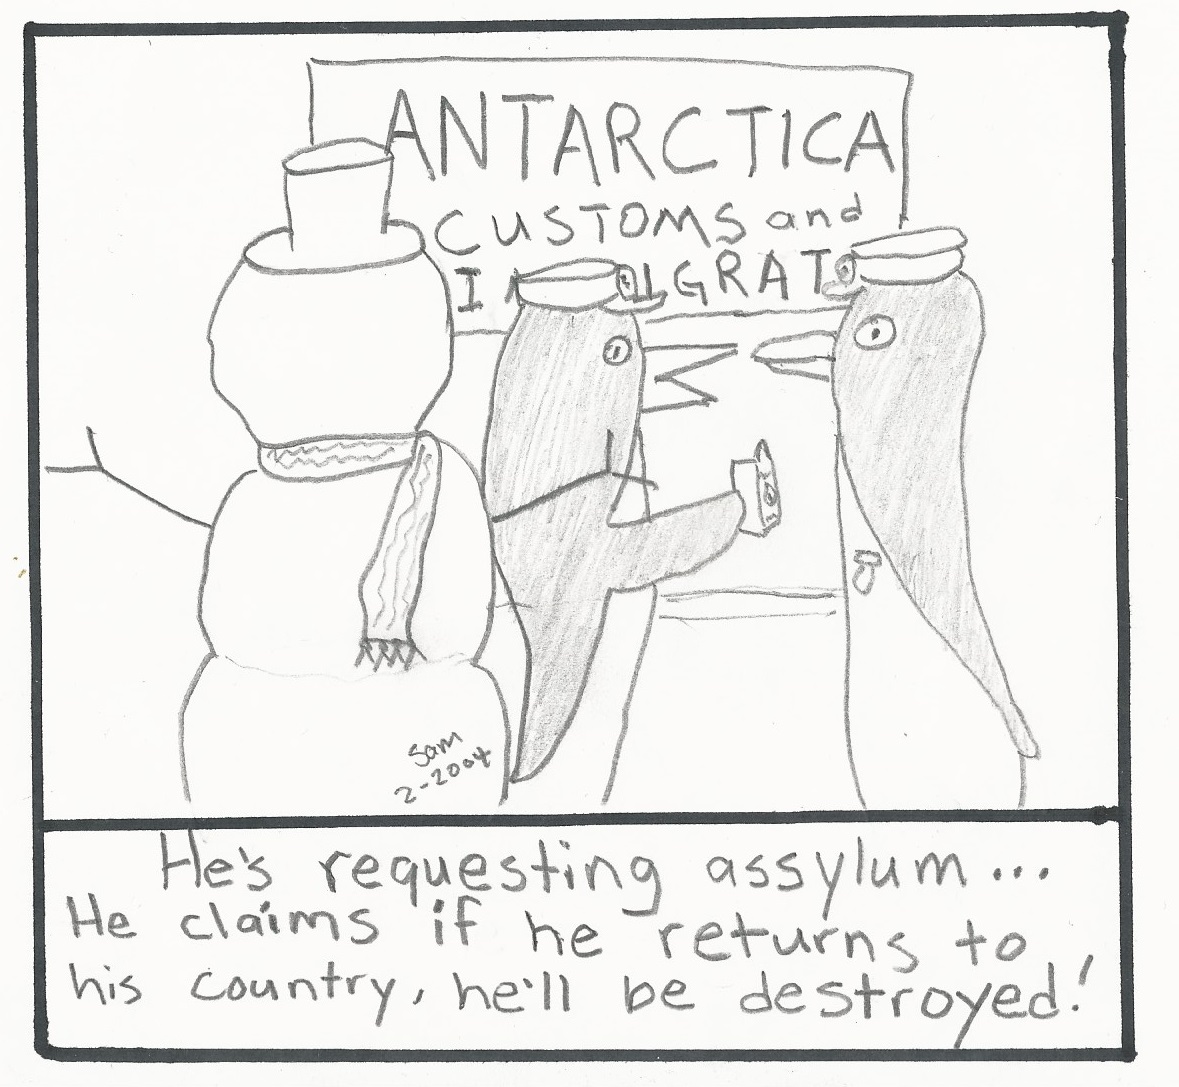 ANTARCTICA
CUSTOMS and
I GRAT
Sam
2-2004
He's requesting assylum...
He claims if he returns to
his country, he'll be destroyed!